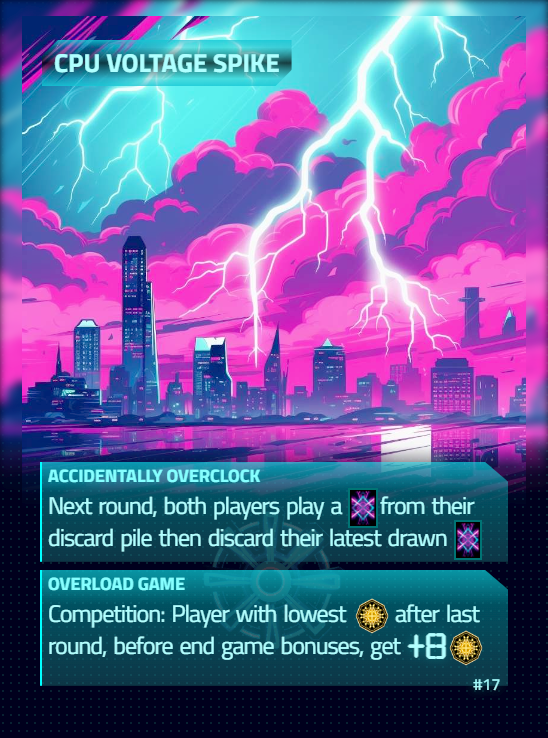 CPU VOLTAGE SPIKE
ACCIDENTALLY OVERCLOCK
Next round, both players play a from their
discard pile then discard their latest drawn
OVERLOAD GAME
Competition: Player with lowest after last
round, before end game bonuses, get +8
#17